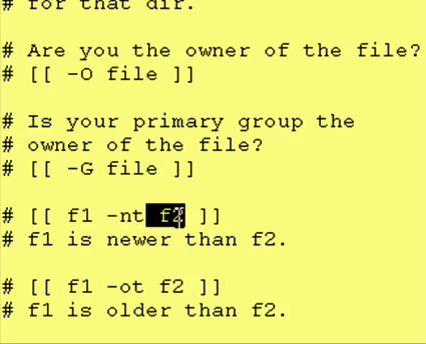 # for that dir.
# Are you the owner of the file?
# [[ -O file ]]
# Is your primary group the
# owner of the file?
# [[ -G file ]]
# [[ f1 -nt f2 ]]
# f1 is newer than f2.
# [[ f1 -ot f2 ]]
# f1 is older than f2.